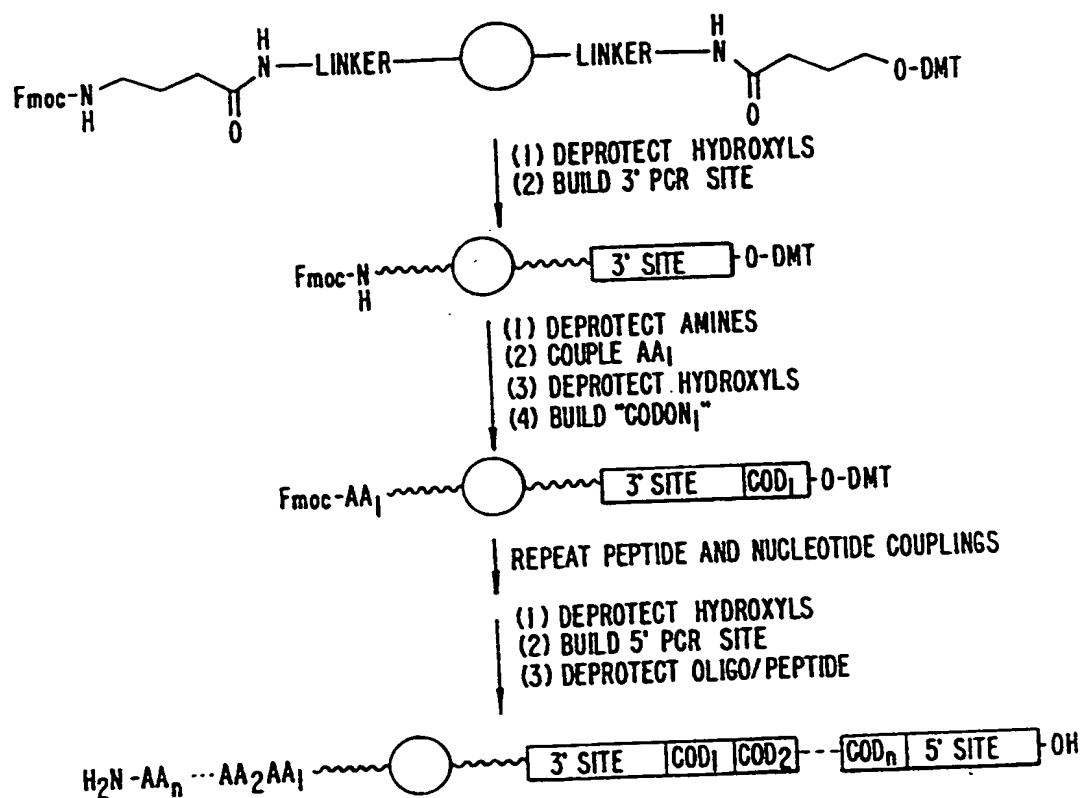 H
N
LINKER
LINKER
H
N
Fmoc-N
H
O
O
O-DMT
(1) DEPROTECT HYDROXYLS
(2) BUILD 3' PCR SITE
Fmoc-N
H
3' SITE
O-DMT
(1) DEPROTECT AMINES
(2) COUPLE AA₁
(3) DEPROTECT HYDROXYLS
(4) BUILD "CODON₁"
Fmoc-AA₁
3' SITE
COD₁
O-DMT
REPEAT PEPTIDE AND NUCLEOTIDE COUPLINGS
(1) DEPROTECT HYDROXYLS
(2) BUILD 5' PCR SITE
(3) DEPROTECT OLIGO/PEPTIDE
H₂N-AAₙ ···AA₂AA₁
3' SITE
COD₁
COD₂
---
CODₙ
5' SITE
OH